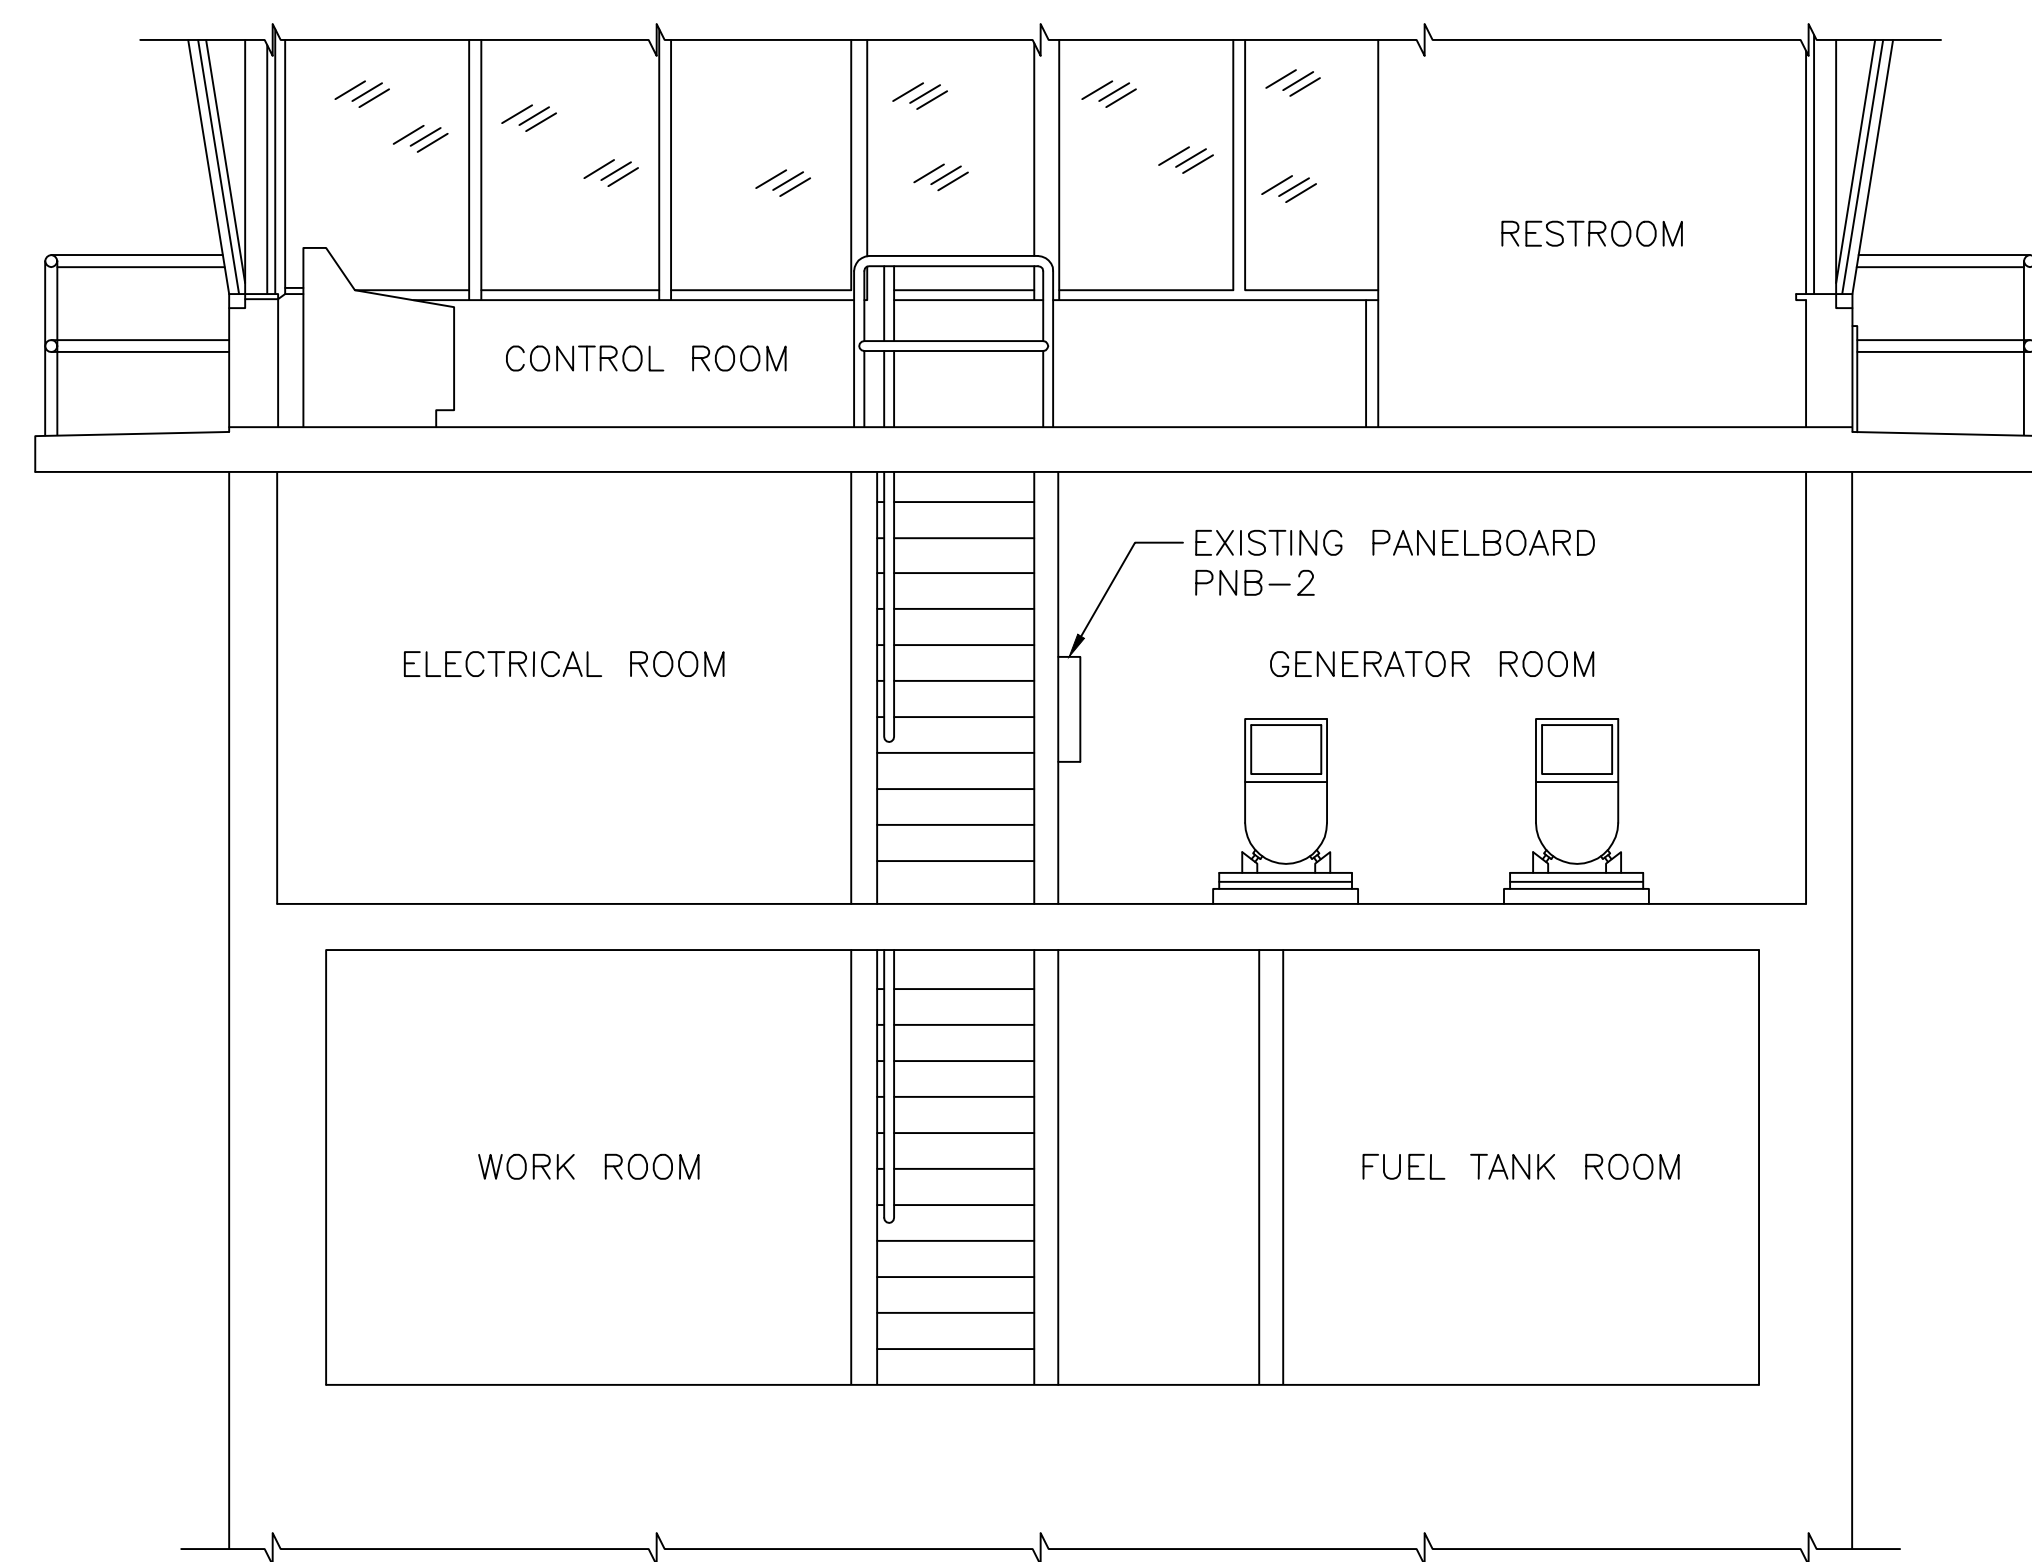 RESTROOM
CONTROL ROOM
EXISTING PANELBOARD
PNB-2
ELECTRICAL ROOM
GENERATOR ROOM
WORK ROOM
FUEL TANK ROOM